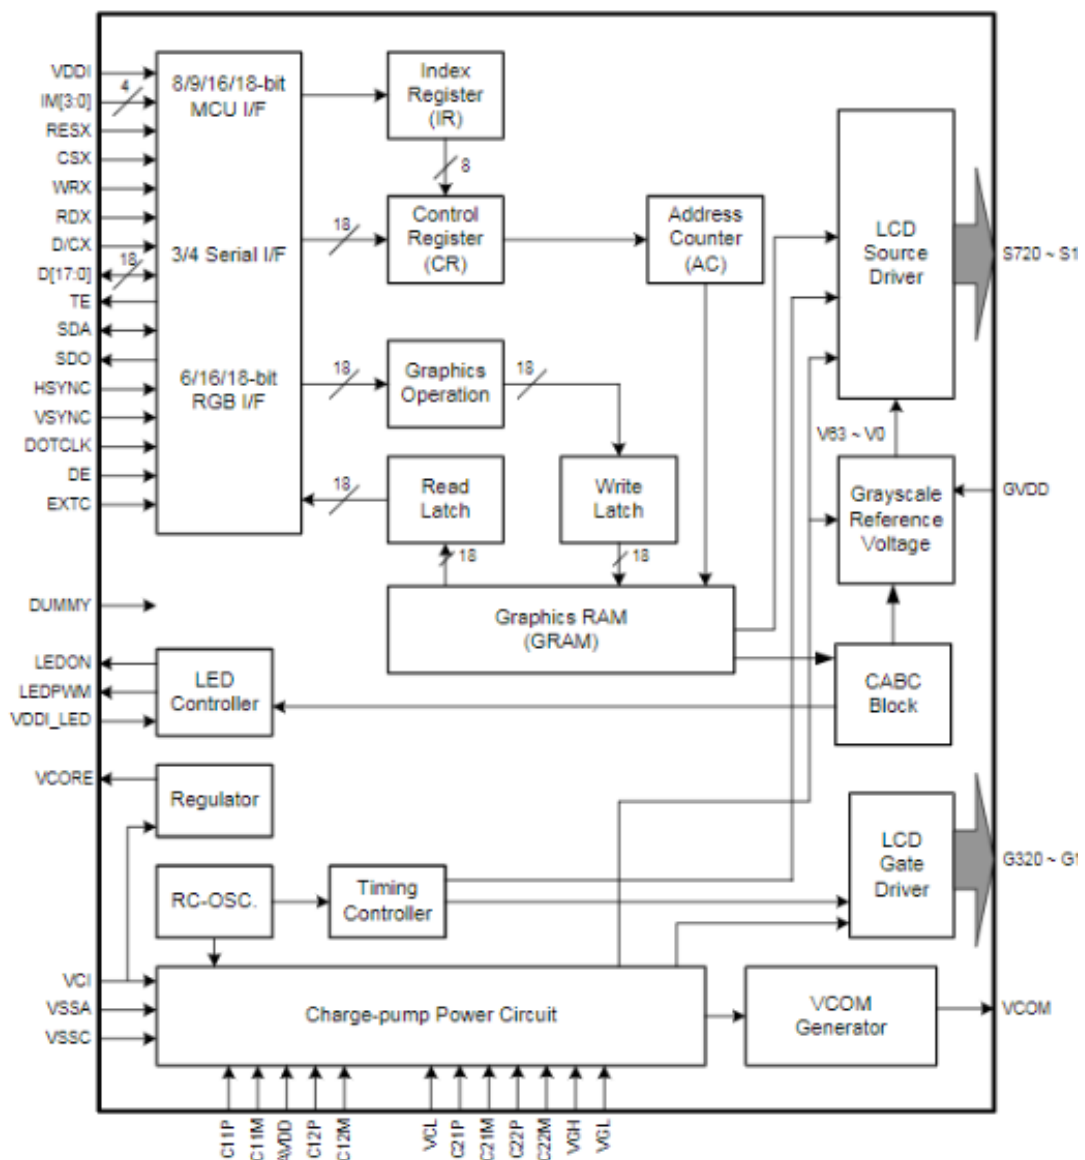 VDDI
IM[3:0]
4
RESX
CSX
WRX
RDX
D/CX
D[17:0]
18
TE
SDA
SDO
HSYNC
VSYNC
DOTCLK
DE
EXTC
8/9/16/18-bit
MCU I/F
3/4 Serial I/F
6/16/18-bit
RGB I/F
Index
Register
(IR)
8
18
Control
Register
(CR)
Address
Counter
(AC)
18
Graphics
Operation
18
18
Read
Latch
Write
Latch
18
18
Graphics RAM
(GRAM)
LCD
Source
Driver
S720 ~ S1
V63 ~ V0
Grayscale
Reference
Voltage
GVDD
CABC
Block
DUMMY
LEDON
LEDPWM
VDDI_LED
LED
Controller
VCORE
Regulator
RC-OSC.
Timing
Controller
LCD
Gate
Driver
G320 ~ G1
VCI
VSSA
VSSC
Charge-pump Power Circuit
VCOM
Generator
VCOM
C11P
C11M
AVDD
C12P
C12M
VCL
C21P
C21M
C22P
C22M
VGH
VGL